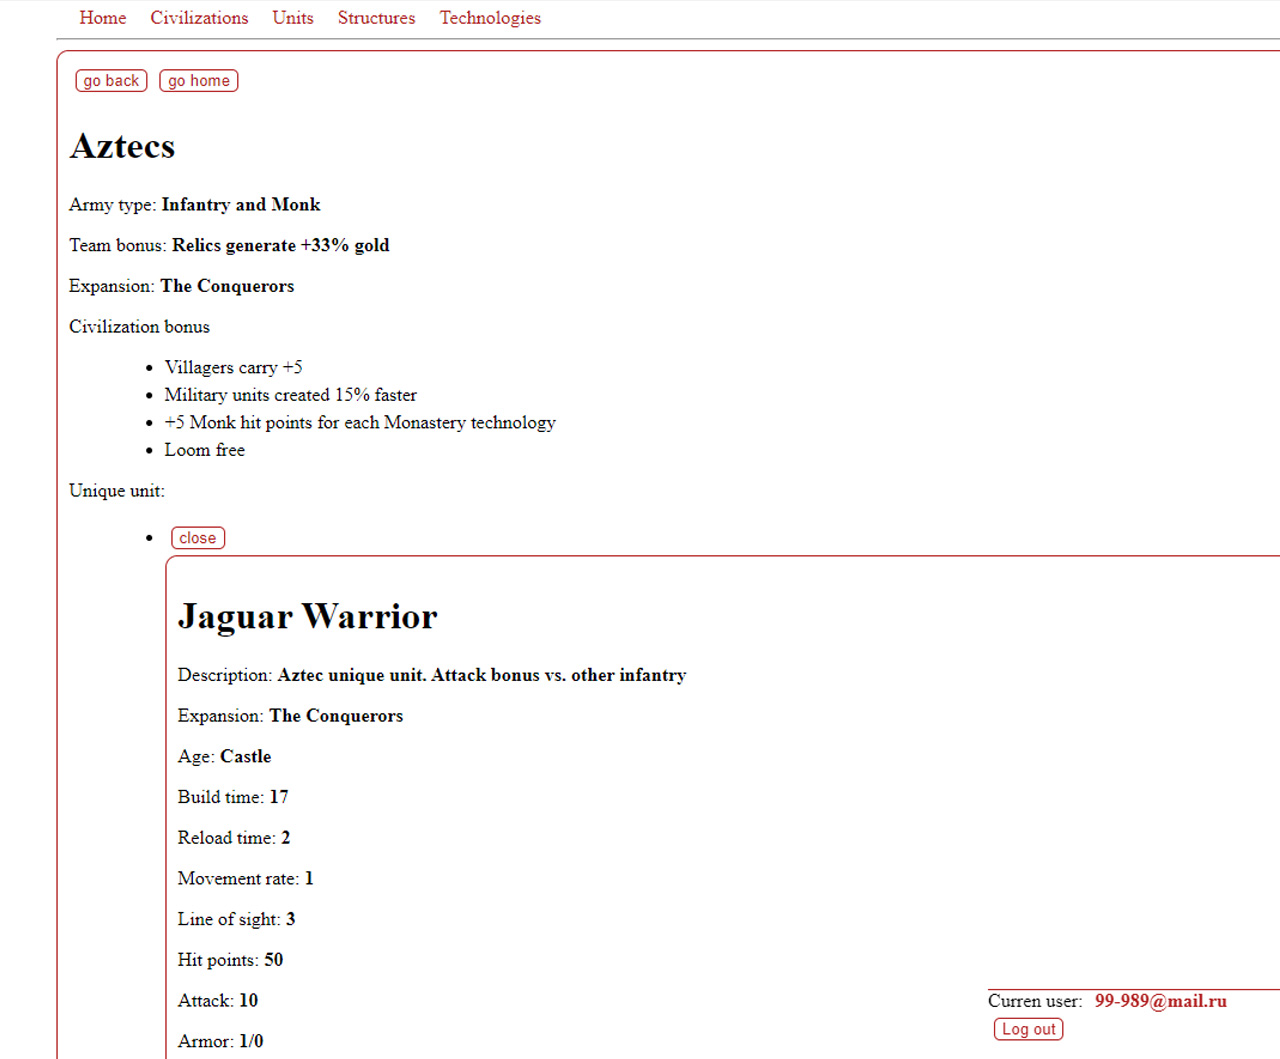 Home Civilizations Units Structures Technologies
go back go home
Aztecs
Army type: Infantry and Monk
Team bonus: Relics generate +33% gold
Expansion: The Conquerors
Civilization bonus
Villagers carry +5
Military units created 15% faster
+5 Monk hit points for each Monastery technology
Loom free
Unique unit:
close
Jaguar Warrior
Description: Aztec unique unit. Attack bonus vs. other infantry
Expansion: The Conquerors
Age: Castle
Build time: 17
Reload time: 2
Movement rate: 1
Line of sight: 3
Hit points: 50
Attack: 10
Armor: 1/0
Curren user: 99-989@mail.ru
Log out